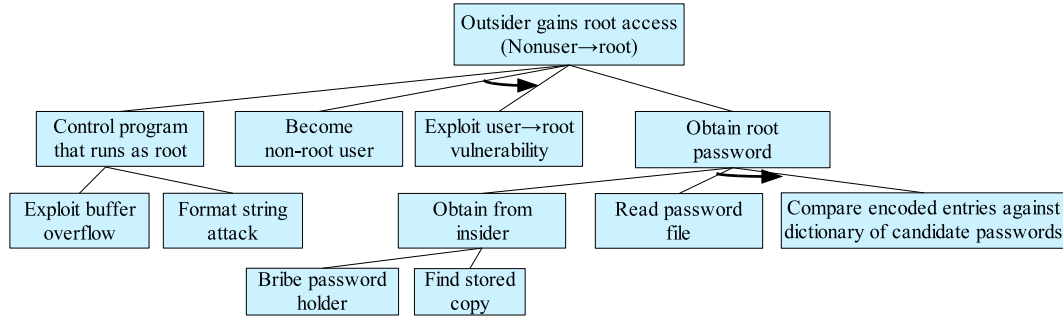 Outsider gains root access
(Nonuser→root)
Control program
that runs as root
Become
non-root user
Exploit user→root
vulnerability
Obtain root
password
Exploit buffer
overflow
Format string
attack
Obtain from
insider
Read password
file
Compare encoded entries against
dictionary of candidate passwords
Bribe password
holder
Find stored
copy